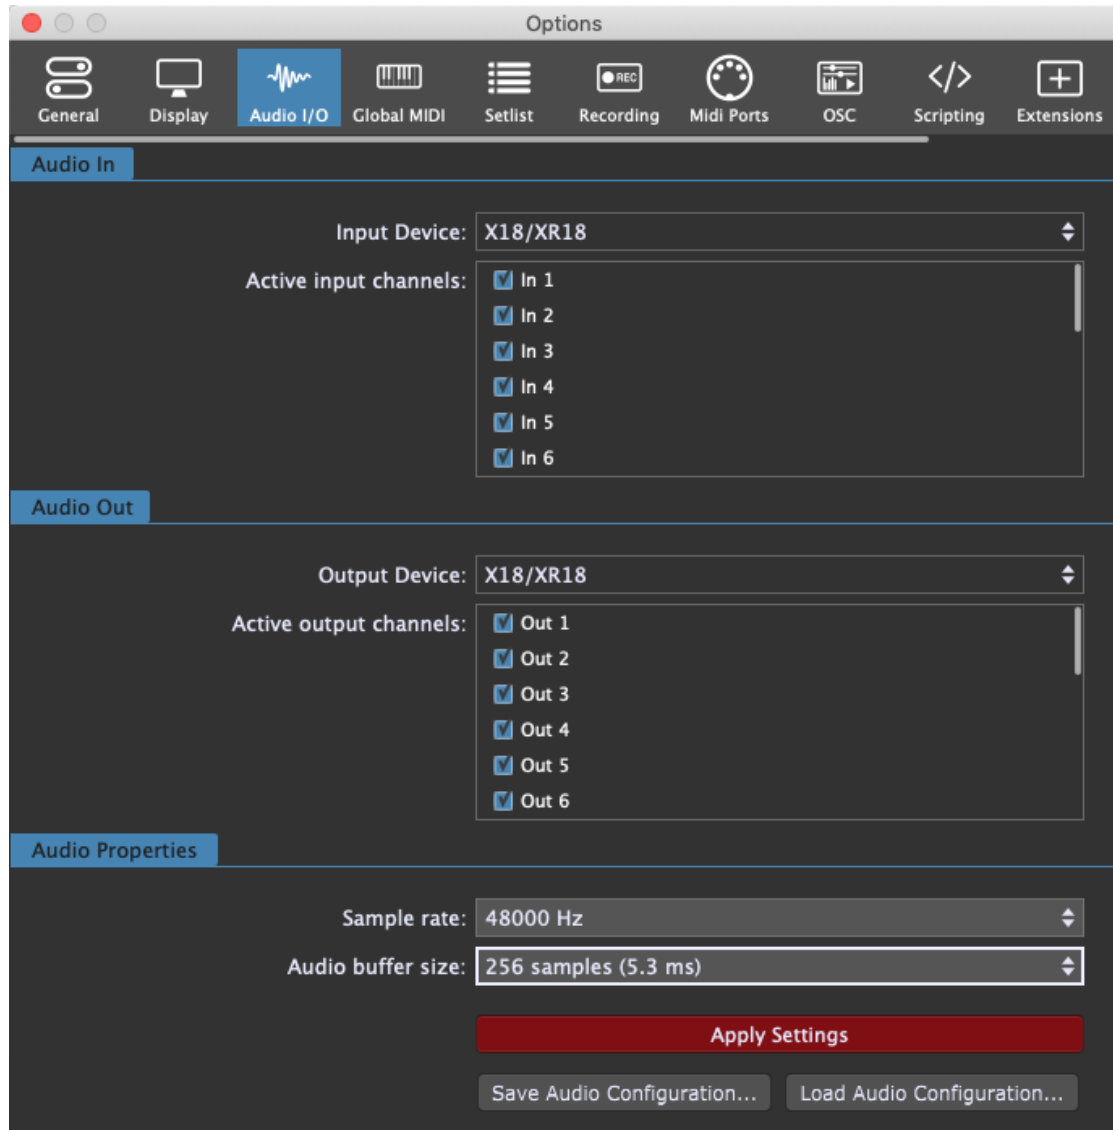 Options
REC
General Display Audio I/O Global MIDI Setlist Recording Midi Ports OSC Scripting Extensions
Audio In
Input Device: X18/XR18
Active input channels: In 1
In 2
In 3
In 4
In 5
In 6
Audio Out
Output Device: X18/XR18
Active output channels: Out 1
Out 2
Out 3
Out 4
Out 5
Out 6
Audio Properties
Sample rate: 48000 Hz
Audio buffer size: 256 samples (5.3 ms)
Apply Settings
Save Audio Configuration... Load Audio Configuration...